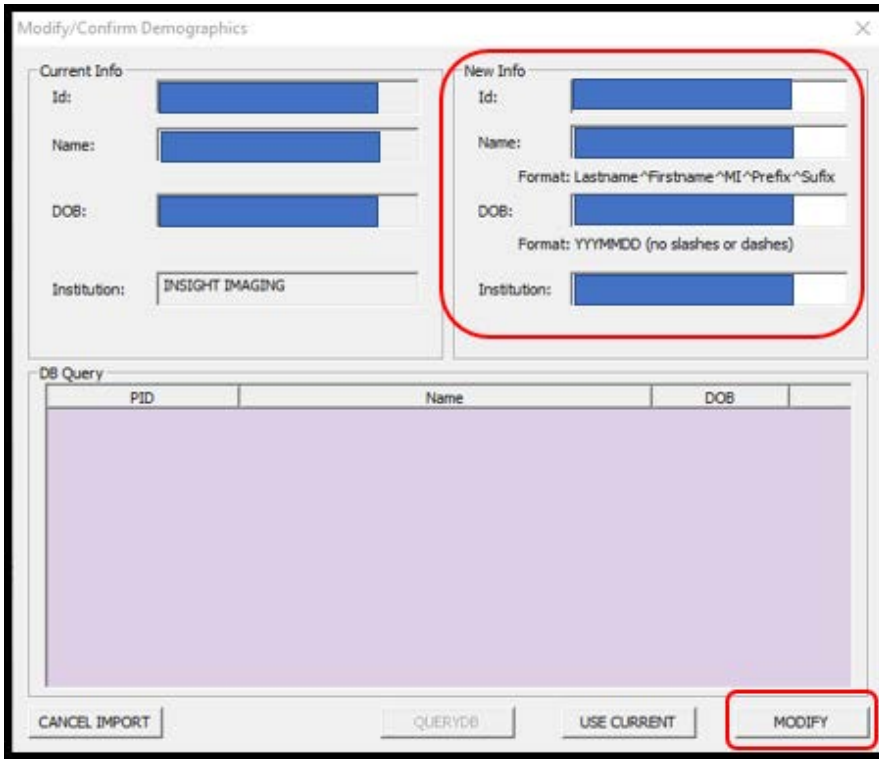 Modify/Confirm Demographics
Current Info
Id:
Name:
DOB:
Institution: INSIGHT IMAGING
New Info
Id:
Name:
Format: Lastname^Firstname^MI^Prefix^Sufix
DOB:
Format: YYYMMDD (no slashes or dashes)
Institution:
DB Query
PID Name DOB
CANCEL IMPORT QUERYDB USE CURRENT MODIFY